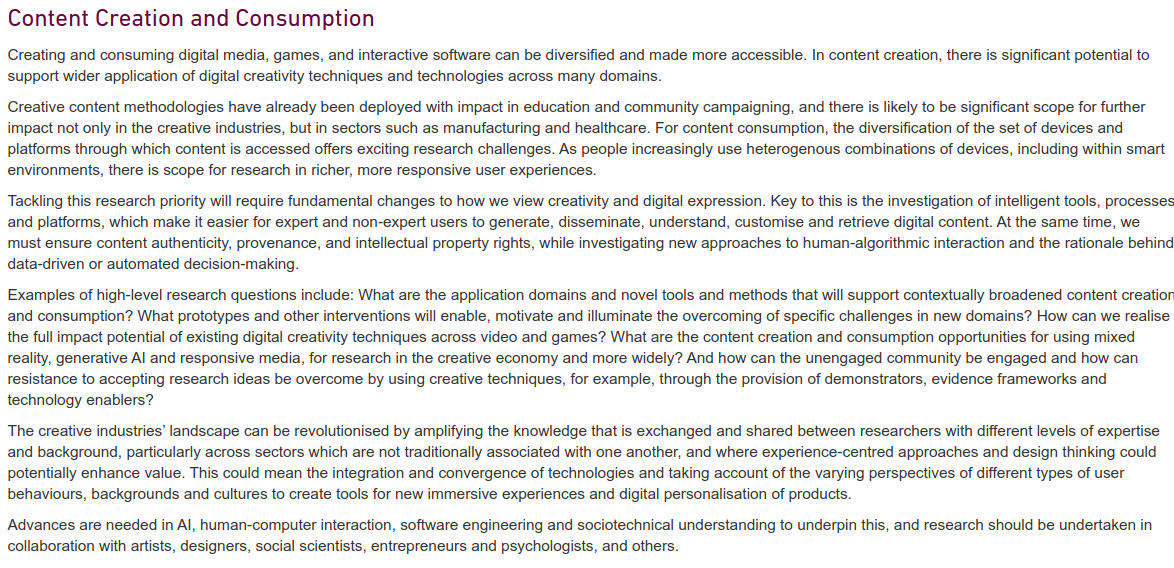 Content Creation and Consumption
Creating and consuming digital media, games, and interactive software can be diversified and made more accessible. In content creation, there is significant potential to
support wider application of digital creativity techniques and technologies across many domains.
Creative content methodologies have already been deployed with impact in education and community campaigning, and there is likely to be significant scope for further
impact not only in the creative industries, but in sectors such as manufacturing and healthcare. For content consumption, the diversification of the set of devices and
platforms through which content is accessed offers exciting research challenges. As people increasingly use heterogenous combinations of devices, including within smart
environments, there is scope for research in richer, more responsive user experiences.
Tackling this research priority will require fundamental changes to how we view creativity and digital expression. Key to this is the investigation of intelligent tools, processes
and platforms, which make it easier for expert and non-expert users to generate, disseminate, understand, customise and retrieve digital content. At the same time, we
must ensure content authenticity, provenance, and intellectual property rights, while investigating new approaches to human-algorithmic interaction and the rationale behind
data-driven or automated decision-making.
Examples of high-level research questions include: What are the application domains and novel tools and methods that will support contextually broadened content creation
and consumption? What prototypes and other interventions will enable, motivate and illuminate the overcoming of specific challenges in new domains? How can we realise
the full impact potential of existing digital creativity techniques across video and games? What are the content creation and consumption opportunities for using mixed
reality, generative AI and responsive media, for research in the creative economy and more widely? And how can the unengaged community be engaged and how can
resistance to accepting research ideas be overcome by using creative techniques, for example, through the provision of demonstrators, evidence frameworks and
technology enablers?
The creative industries' landscape can be revolutionised by amplifying the knowledge that is exchanged and shared between researchers with different levels of expertise
and background, particularly across sectors which are not traditionally associated with one another, and where experience-centred approaches and design thinking could
potentially enhance value. This could mean the integration and convergence of technologies and taking account of the varying perspectives of different types of user
behaviours, backgrounds and cultures to create tools for new immersive experiences and digital personalisation of products.
Advances are needed in AI, human-computer interaction, software engineering and sociotechnical understanding to underpin this, and research should be undertaken in
collaboration with artists, designers, social scientists, entrepreneurs and psychologists, and others.